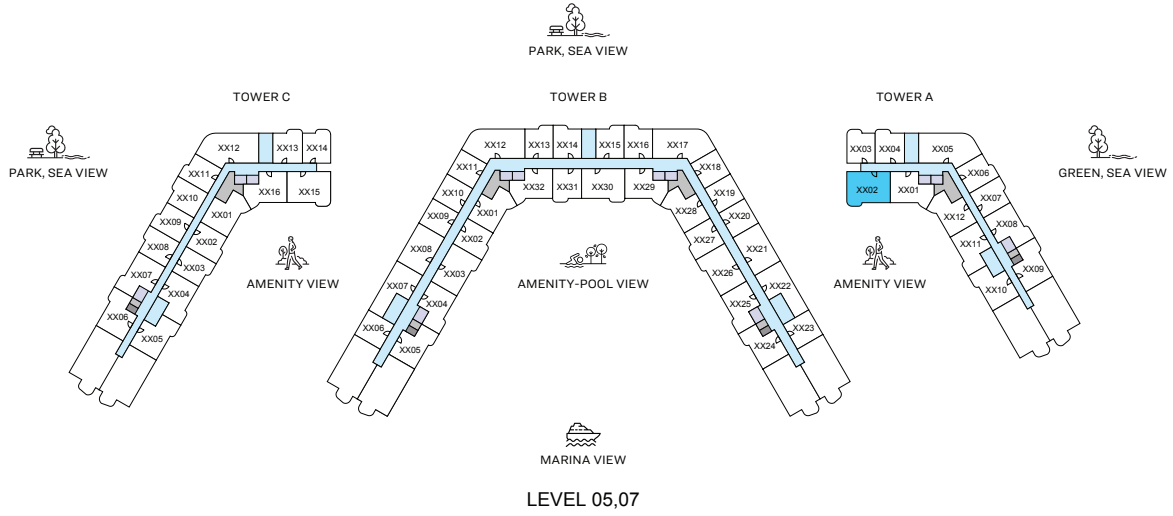 PARK, SEA VIEW
TOWER C
TOWER B
TOWER A
PARK, SEA VIEW
GREEN, SEA VIEW
XX12
XX13
XX14
XX11
XX10
XX09
XX08
XX07
XX06
XX16
XX15
XX01
XX02
XX03
XX04
XX05
XX12
XX13
XX14
XX15
XX16
XX17
XX11
XX10
XX09
XX08
XX07
XX06
XX32
XX31
XX30
XX29
XX01
XX02
XX03
XX04
XX05
XX18
XX19
XX20
XX21
XX22
XX23
XX28
XX27
XX26
XX25
XX24
XX03
XX04
XX05
XX02
XX01
XX06
XX07
XX08
XX09
XX12
XX11
XX10
AMENITY VIEW
AMENITY-POOL VIEW
AMENITY VIEW
MARINA VIEW
LEVEL 05,07